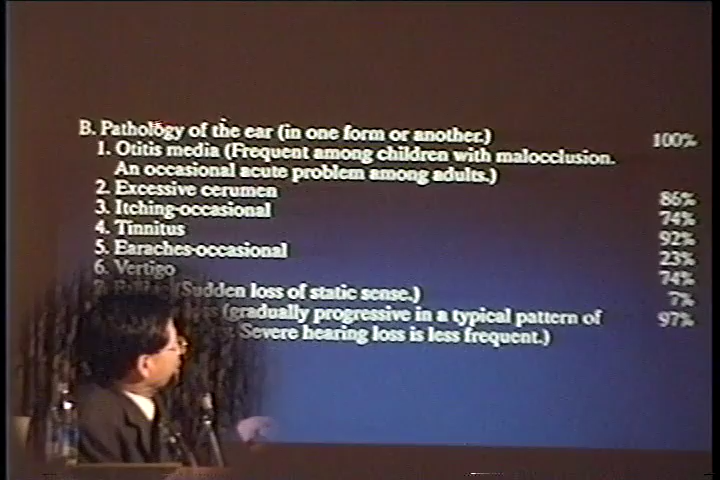 B. Pathology of the ear (in one form or another.) 100%
1. Otitis media (Frequent among children with malocclusion.
An occasional acute problem among adults.)
2. Excessive cerumen 86%
3. Itching-occasional 74%
4. Tinnitus 92%
5. Earaches-occasional 23%
6. Vertigo 74%
(Sudden loss of static sense.) 7%
(gradually progressive in a typical pattern of 97%
Severe hearing loss is less frequent.)